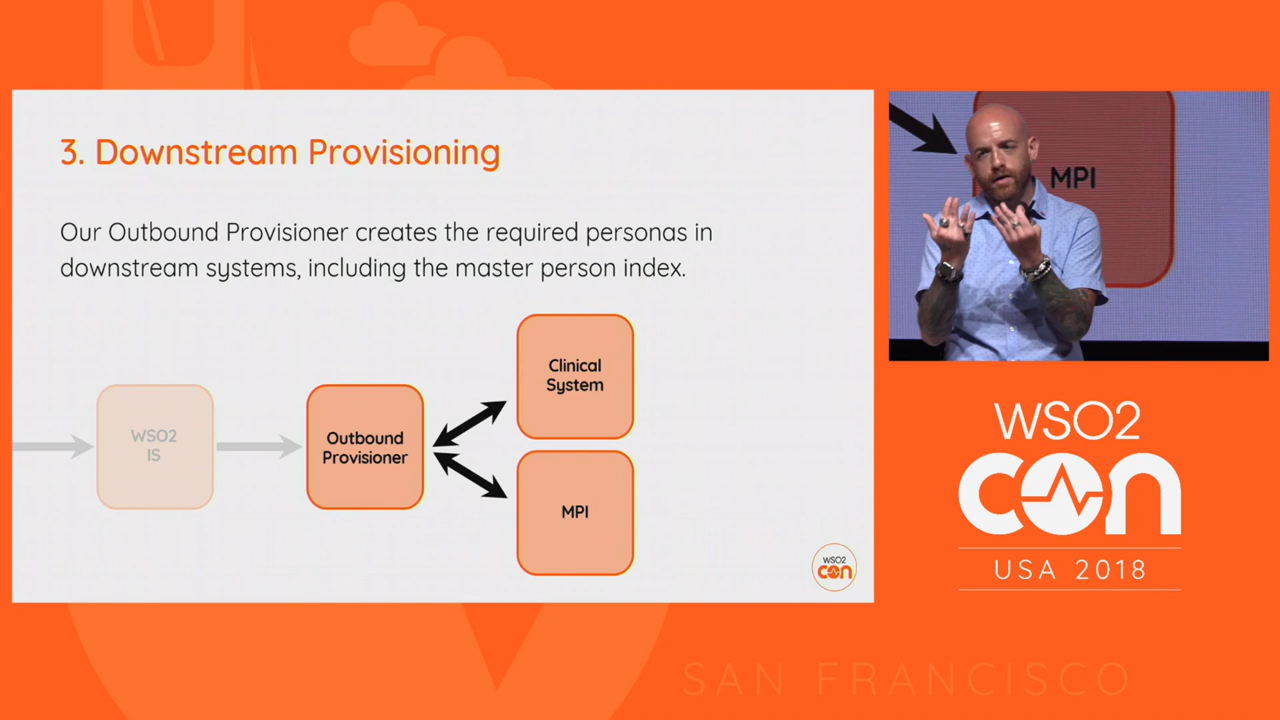 3. Downstream Provisioning
Our Outbound Provisioner creates the required personas in
downstream systems, including the master person index.
WSO2
IS
Outbound
Provisioner
Clinical
System
MPI
WSO2
con
MPI
WSO2
con
USA 2018
SAN FRANCISCO